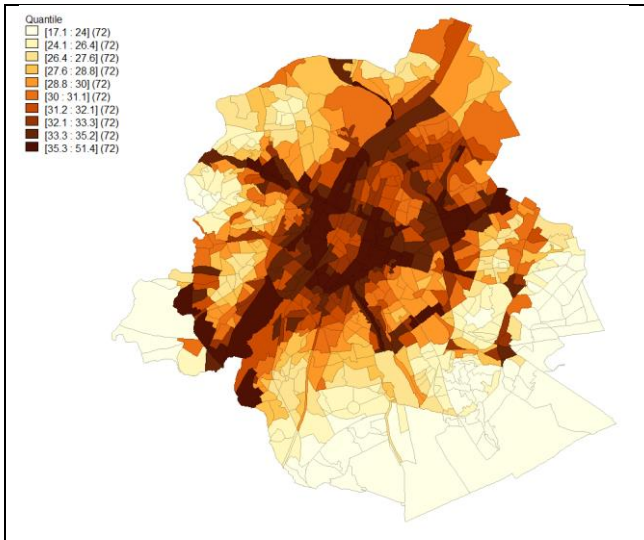 Quantile
[17.1 : 24] (72)
[24.1 : 26.4] (72)
[26.4 : 27.6] (72)
[27.6 : 28.8] (72)
[28.8 : 30] (72)
[30 : 31.1] (72)
[31.2 : 32.1] (72)
[32.1 : 33.3] (72)
[33.3 : 35.2] (72)
[35.3 : 51.4] (72)